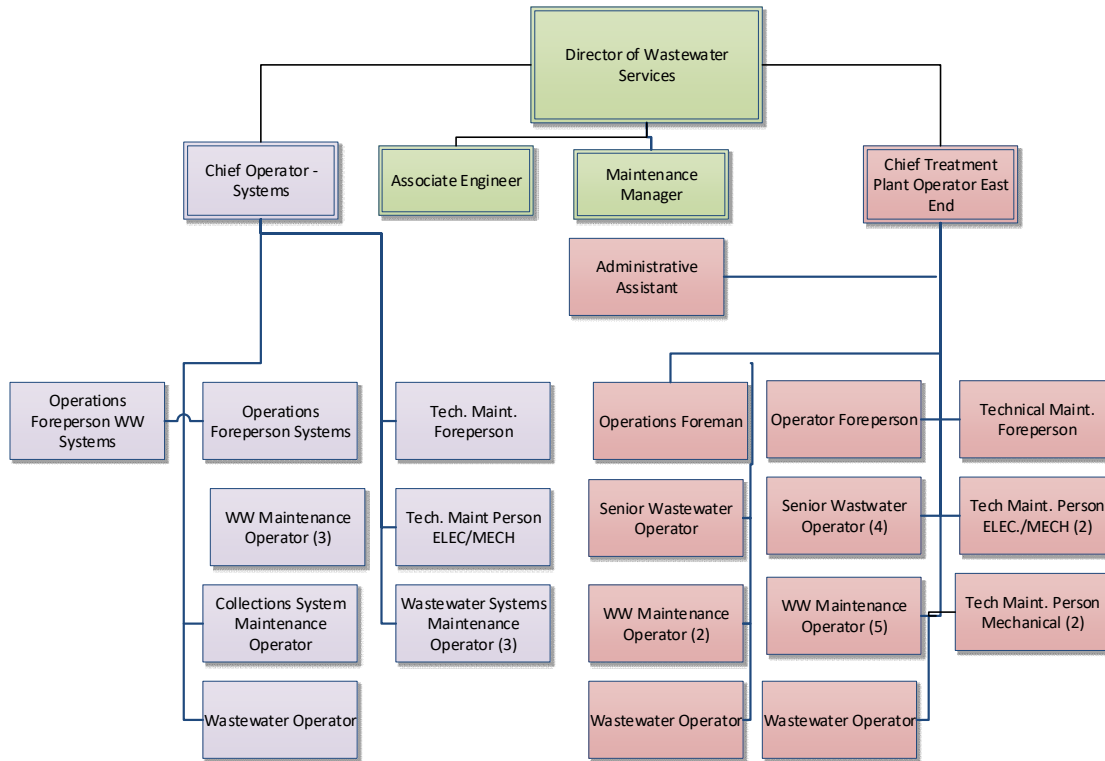 Director of Wastewater
Services
Chief Operator -
Systems
Associate Engineer
Maintenance
Manager
Chief Treatment
Plant Operator East
End
Administrative
Assistant
Operations
Foreperson WW
Systems
Operations
Foreperson Systems
Tech. Maint.
Foreperson
Operations Foreman
Operator Foreperson
Technical Maint.
Foreperson
WW Maintenance
Operator (3)
Tech. Maint Person
ELEC/MECH
Senior Wastewater
Operator
Senior Wastwater
Operator (4)
Tech Maint. Person
ELEC./MECH (2)
Collections System
Maintenance
Operator
Wastewater Systems
Maintenance
Operator (3)
WW Maintenance
Operator (2)
WW Maintenance
Operator (5)
Tech Maint. Person
Mechanical (2)
Wastewater Operator
Wastewater Operator
Wastewater Operator